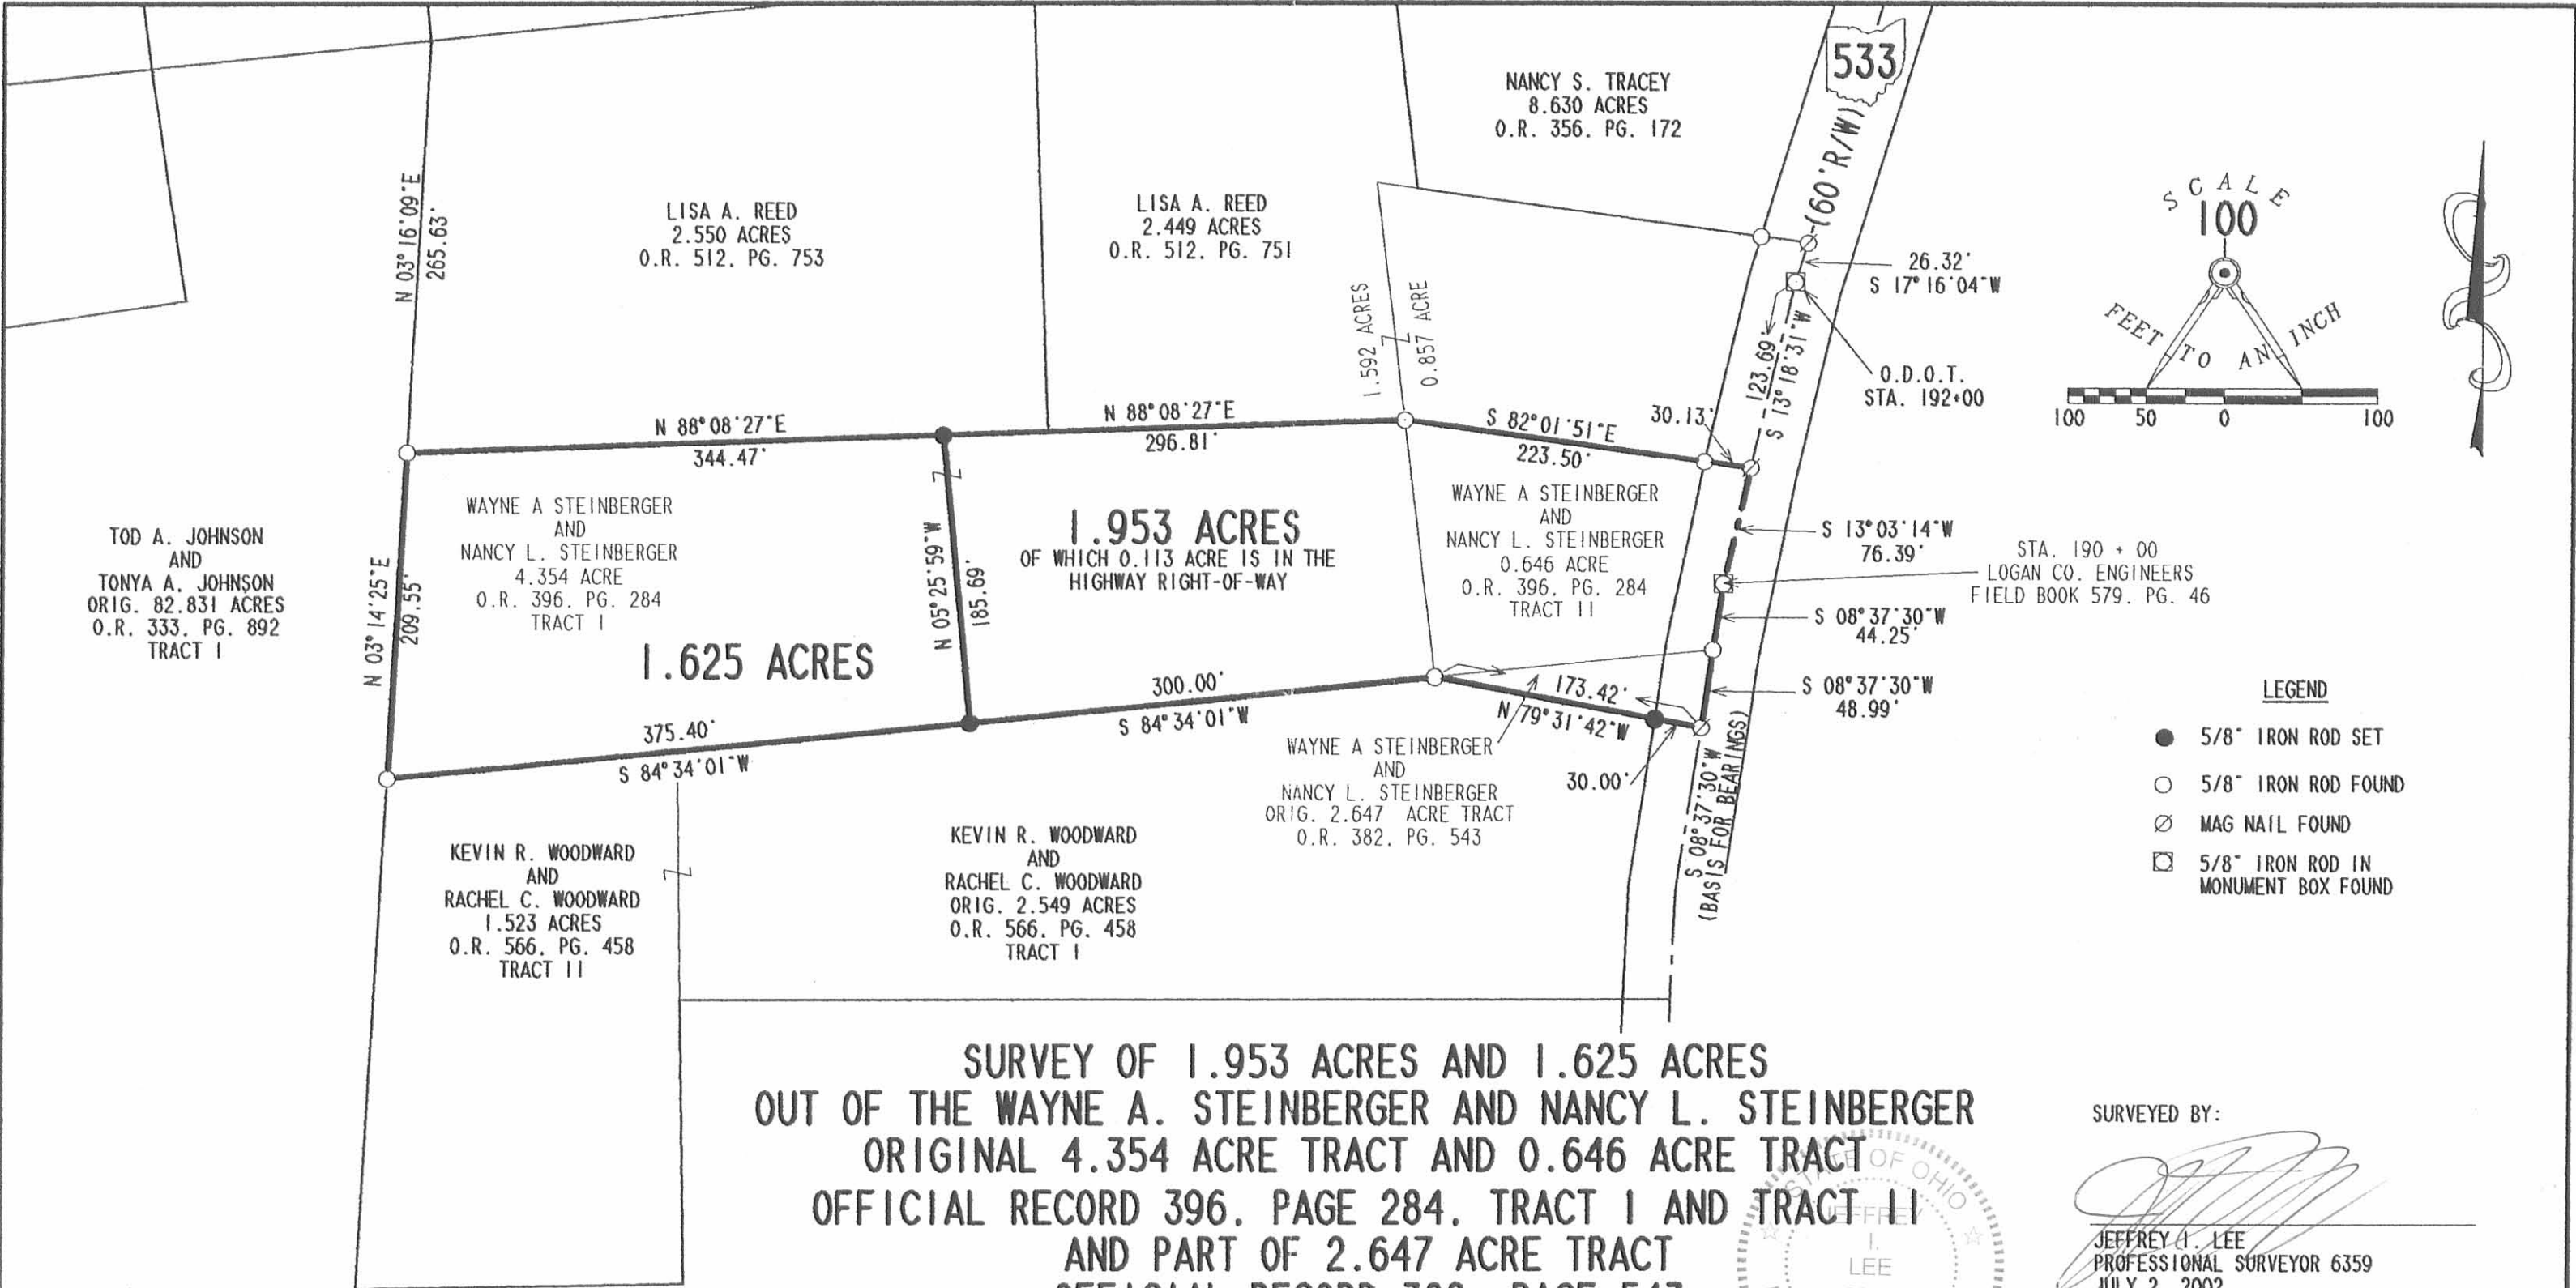 533
(60'R/W)
NANCY S. TRACEY
8.630 ACRES
O.R. 356. PG. 172
LISA A. REED
2.550 ACRES
O.R. 512. PG. 753
LISA A. REED
2.449 ACRES
O.R. 512. PG. 751
N 03°16'09"E
265.63'
1.592 ACRES
0.857 ACRE
26.32'
S 17°16'04"W
123.69'
S 13°18'31"W
O.D.O.T.
STA. 192+00
SCALE
100
FEET TO AN INCH
100 50 0 100
N 88°08'27"E
344.47'
N 88°08'27"E
296.81'
S 82°01'51"E
223.50'
30.13'
TOD A. JOHNSON
AND
TONYA A. JOHNSON
ORIG. 82.831 ACRES
O.R. 333. PG. 892
TRACT I
N 03°14'25"E
209.55'
WAYNE A STEINBERGER
AND
NANCY L. STEINBERGER
4.354 ACRE
O.R. 396. PG. 284
TRACT I
1.625 ACRES
N 05°25'59"W
185.69'
1.953 ACRES
OF WHICH 0.113 ACRE IS IN THE
HIGHWAY RIGHT-OF-WAY
WAYNE A STEINBERGER
AND
NANCY L. STEINBERGER
0.646 ACRE
O.R. 396. PG. 284
TRACT II
S 13°03'14"W
76.39'
STA. 190 + 00
LOGAN CO. ENGINEERS
FIELD BOOK 579. PG. 46
S 08°37'30"W
44.25'
S 08°37'30"W
48.99'
375.40'
S 84°34'01"W
300.00'
S 84°34'01"W
173.42'
N 79°31'42"W
30.00'
WAYNE A STEINBERGER
AND
NANCY L. STEINBERGER
ORIG. 2.647 ACRE TRACT
O.R. 382. PG. 543
S 08°37'30"W
(BASIS FOR BEARINGS)
KEVIN R. WOODWARD
AND
RACHEL C. WOODWARD
1.523 ACRES
O.R. 566. PG. 458
TRACT II
KEVIN R. WOODWARD
AND
RACHEL C. WOODWARD
ORIG. 2.549 ACRES
O.R. 566. PG. 458
TRACT I
LEGEND
5/8" IRON ROD SET
5/8" IRON ROD FOUND
MAG NAIL FOUND
5/8" IRON ROD IN
MONUMENT BOX FOUND
SURVEY OF 1.953 ACRES AND 1.625 ACRES
OUT OF THE WAYNE A. STEINBERGER AND NANCY L. STEINBERGER
ORIGINAL 4.354 ACRE TRACT AND 0.646 ACRE TRACT
OFFICIAL RECORD 396. PAGE 284. TRACT I AND TRACT II
AND PART OF 2.647 ACRE TRACT
OFFICIAL RECORD 382. PAGE 543
STATE OF OHIO
JEFFREY
I.
LEE
SURVEYED BY:
JEFFREY I. LEE
PROFESSIONAL SURVEYOR 6359
JULY 2, 2002